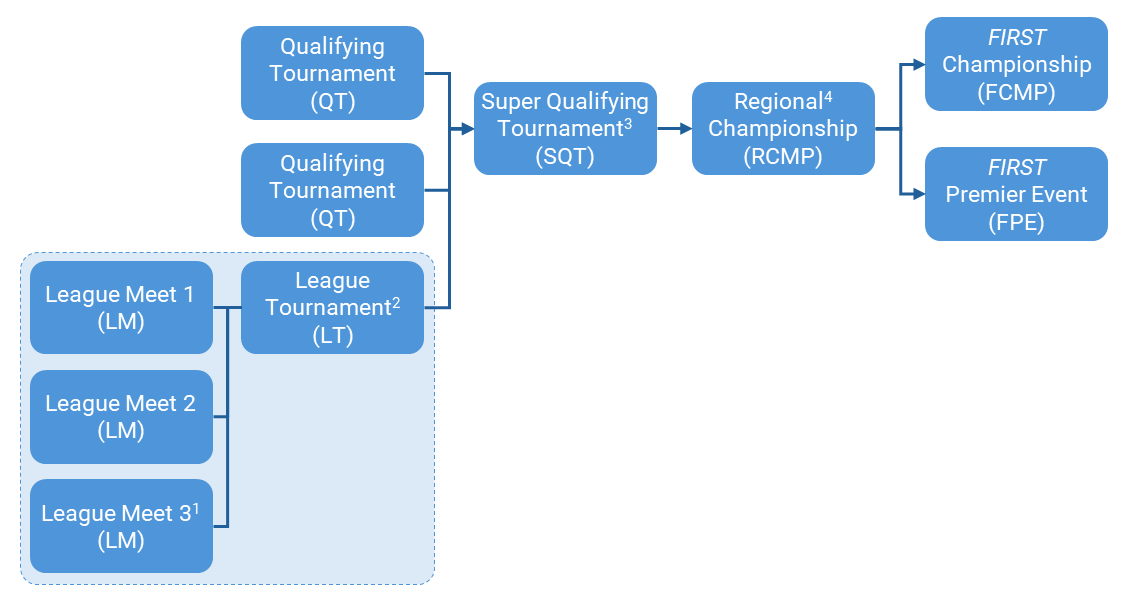 Qualifying
Tournament
(QT)
Qualifying
Tournament
(QT)
League Meet 1
(LM)
League Meet 2
(LM)
League Meet 3¹
(LM)
League
Tournament²
(LT)
Super Qualifying
Tournament³
(SQT)
Regional⁴
Championship
(RCMP)
FIRST
Championship
(FCMP)
FIRST
Premier Event
(FPE)